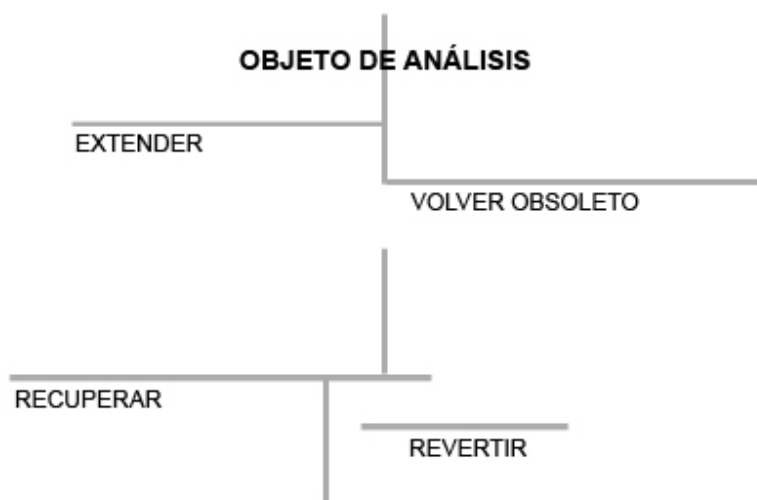 OBJETO DE ANÁLISIS
EXTENDER
VOLVER OBSOLETO
RECUPERAR
REVERTIR